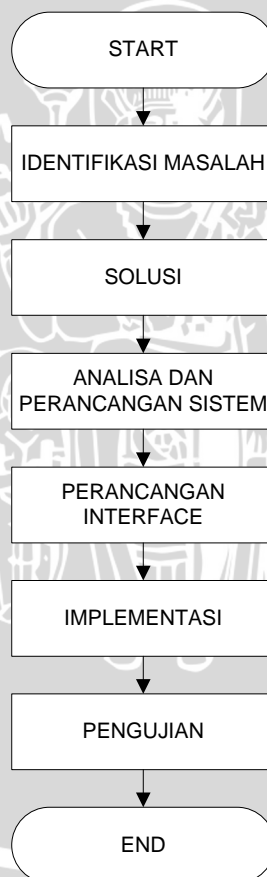 START
IDENTIFIKASI MASALAH
SOLUSI
ANALISA DAN
PERANCANGAN SISTEM
PERANCANGAN
INTERFACE
IMPLEMENTASI
PENGUJIAN
END